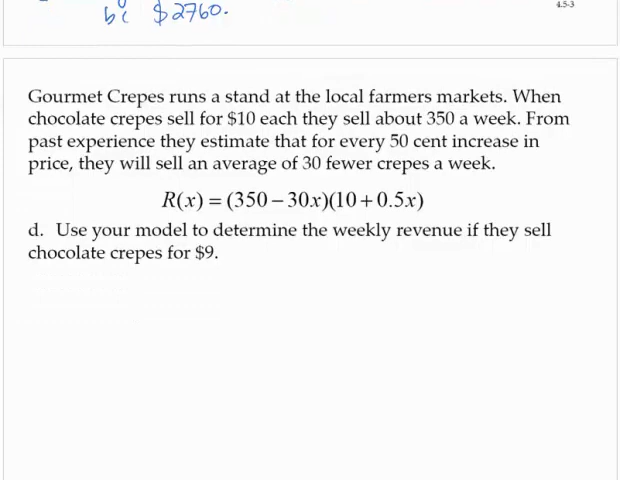 be $2760.
4.5-3
Gourmet Crepes runs a stand at the local farmers markets. When
chocolate crepes sell for $10 each they sell about 350 a week. From
past experience they estimate that for every 50 cent increase in
price, they will sell an average of 30 fewer crepes a week.
R(x) = (350 − 30x)(10 + 0.5x)
d. Use your model to determine the weekly revenue if they sell
chocolate crepes for $9.